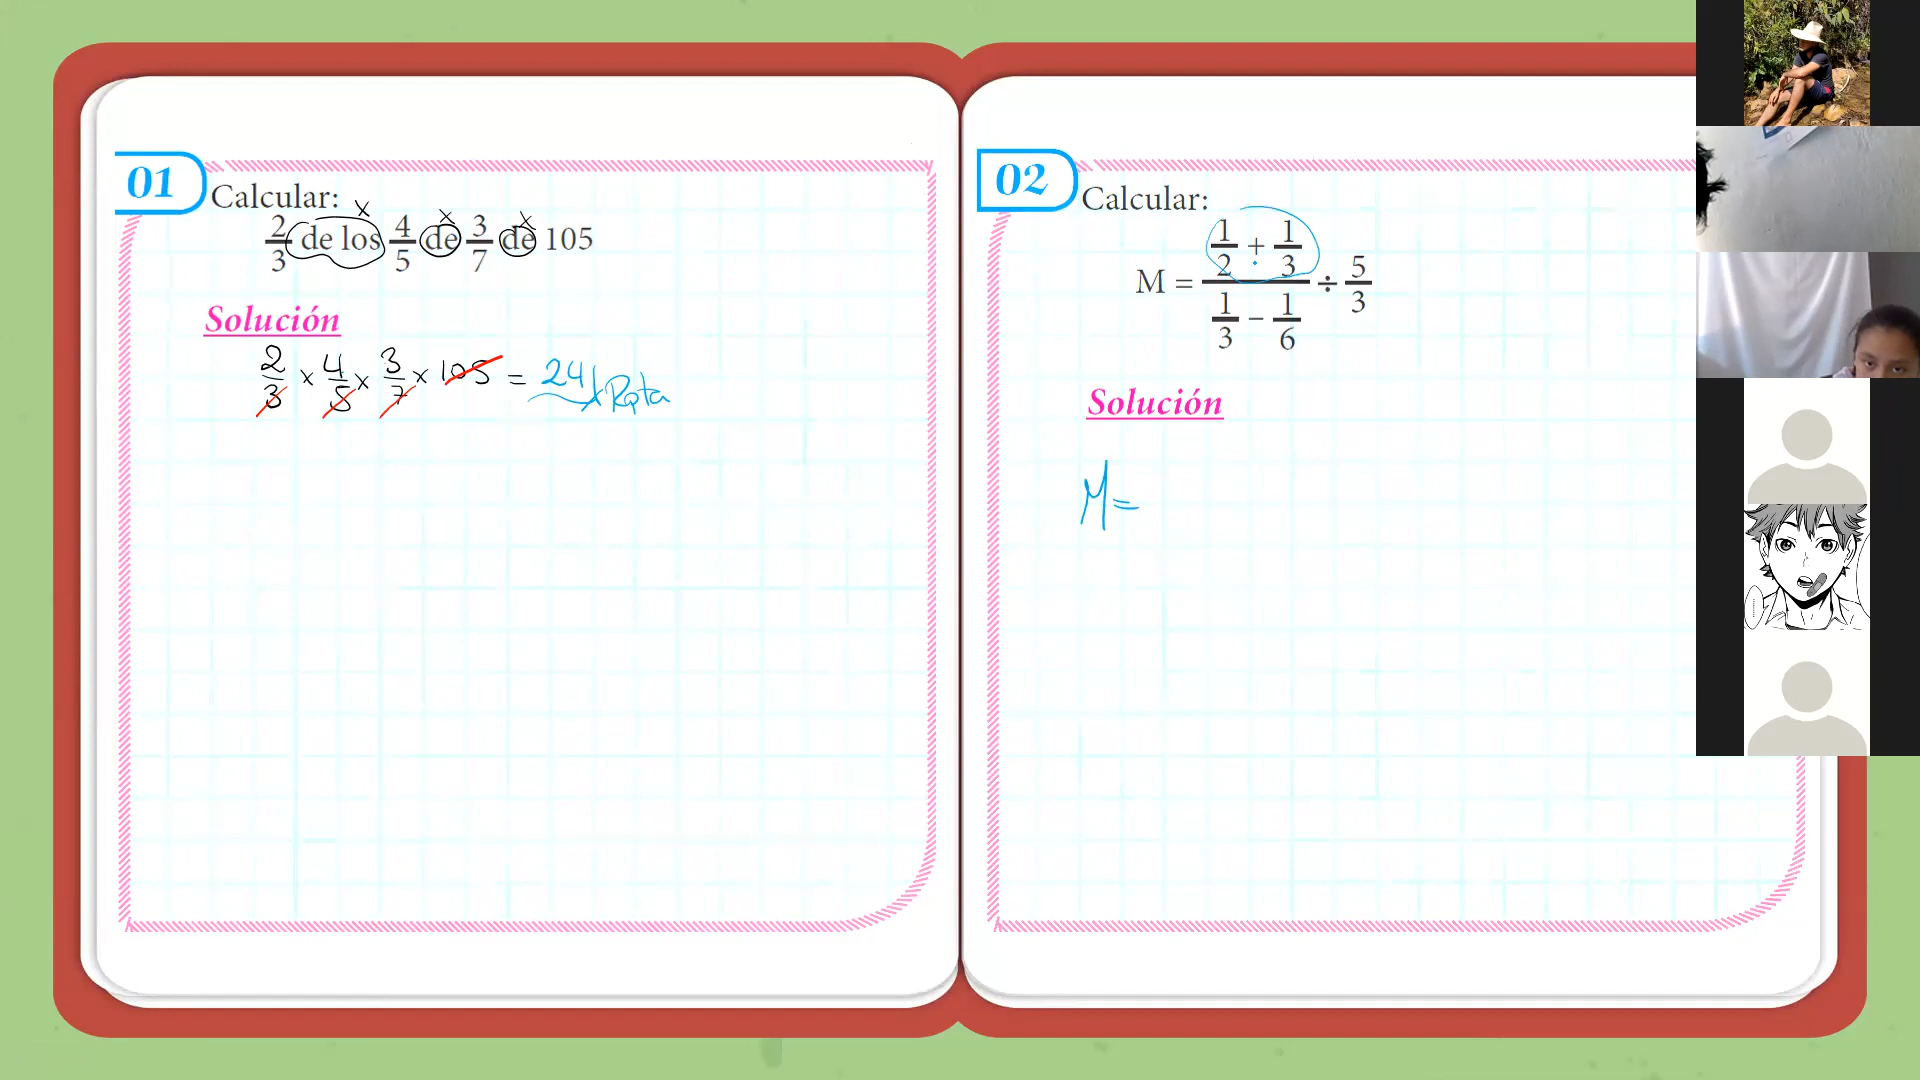 01
Calcular:
x x x
2/3 de los 4/5 de 3/7 de 105
Solución
2/3 x 4/5 x 3/7 x 105 = 24 Rpta
02
Calcular:
M = (1/2 + 1/3)/(1/3 − 1/6) ÷ 5/3
Solución
M=